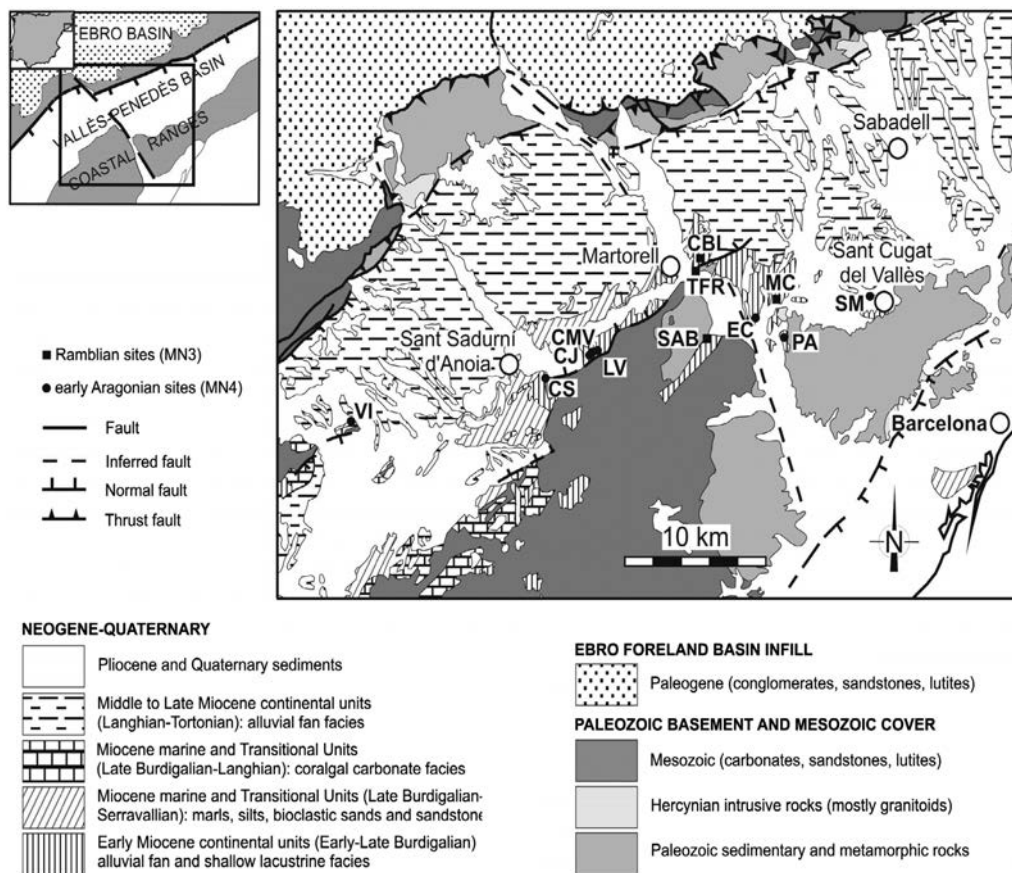 EBRO BASIN
VALLÈS-PENEDÈS BASIN
COASTAL RANGES
Sabadell
Martorell
CBL
TFR
Sant Cugat
del Vallès
MC
SM
EC
PA
SAB
CMV
CJ
LV
Sant Sadurní
d'Anoia
CS
VI
Barcelona
10 km
N
Ramblian sites (MN3)
early Aragonian sites (MN4)
Fault
Inferred fault
Normal fault
Thrust fault
NEOGENE-QUATERNARY
Pliocene and Quaternary sediments
Middle to Late Miocene continental units
(Langhian-Tortonian): alluvial fan facies
Miocene marine and Transitional Units
(Late Burdigalian-Langhian): coralgal carbonate facies
Miocene marine and Transitional Units (Late Burdigalian-
Serravallian): marls, silts, bioclastic sands and sandstone
Early Miocene continental units (Early-Late Burdigalian)
alluvial fan and shallow lacustrine facies
EBRO FORELAND BASIN INFILL
Paleogene (conglomerates, sandstones, lutites)
PALEOZOIC BASEMENT AND MESOZOIC COVER
Mesozoic (carbonates, sandstones, lutites)
Hercynian intrusive rocks (mostly granitoids)
Paleozoic sedimentary and metamorphic rocks